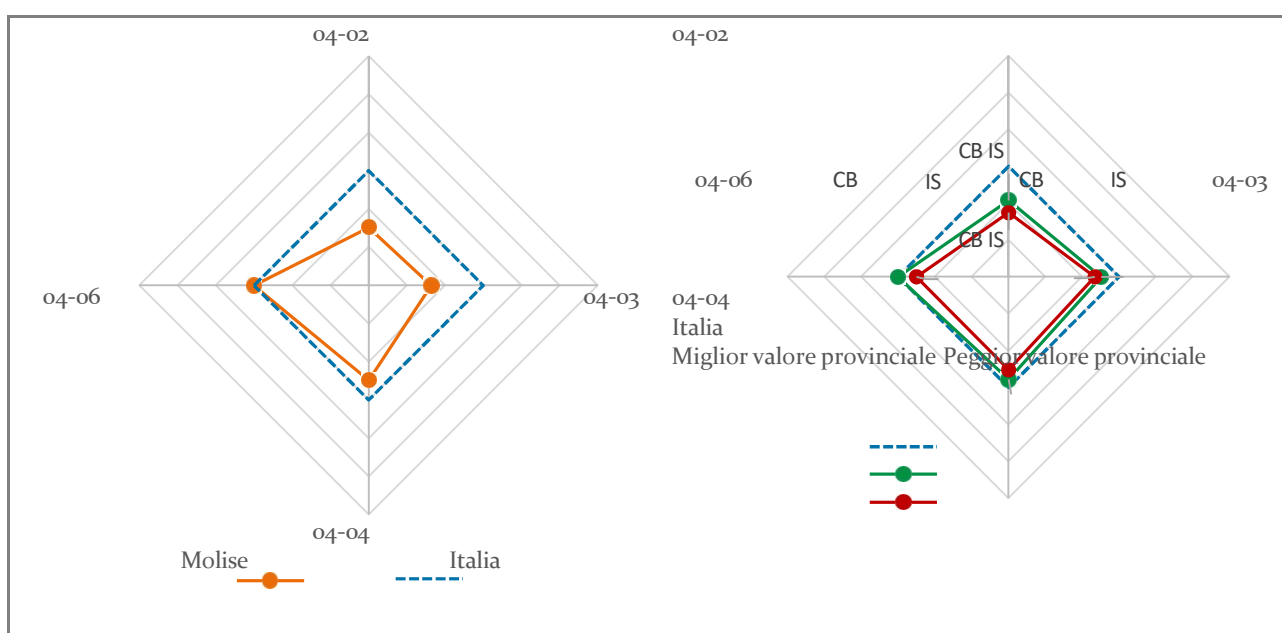 04-02
04-06
04-03
04-04
Molise Italia
04-02
CB IS
CB IS CB IS
04-06 04-03
CB IS
04-04
Italia
Miglior valore provinciale Peggior valore provinciale